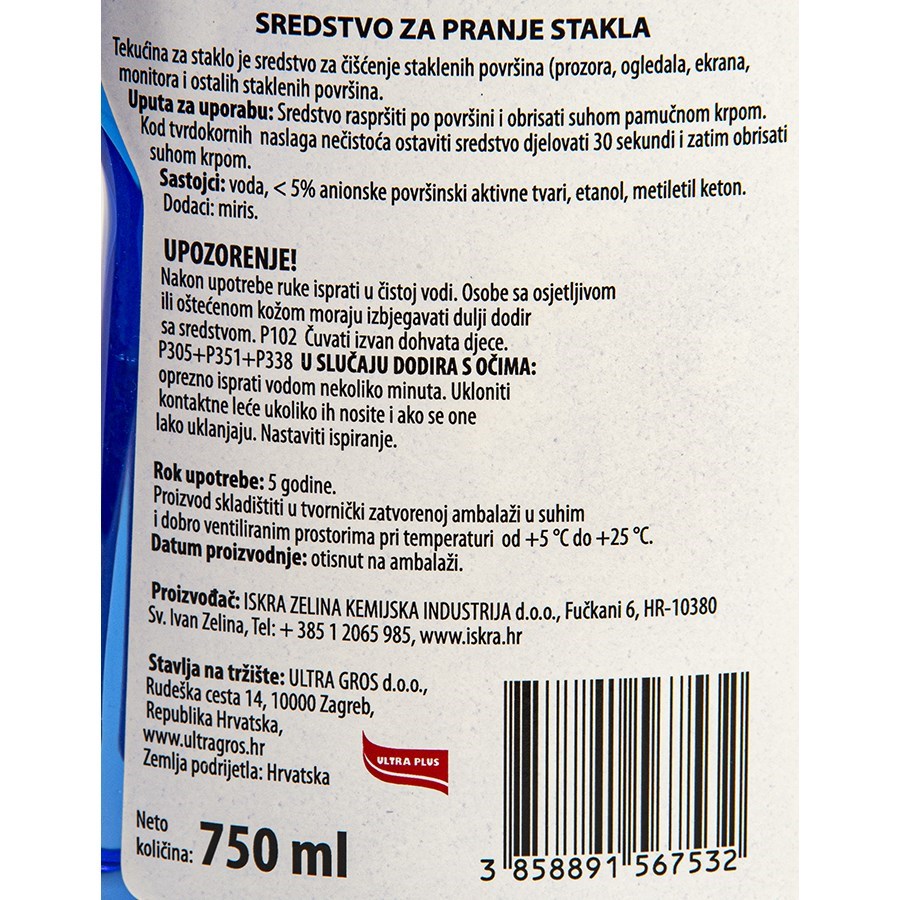 SREDSTVO ZA PRANJE STAKLA
Tekućina za staklo je sredstvo za čišćenje staklenih površina (prozora, ogledala, ekrana,
monitora i ostalih staklenih površina.
Uputa za uporabu: Sredstvo raspršiti po površini i obrisati suhom pamučnom krpom.
Kod tvrdokornih naslaga nečistoća ostaviti sredstvo djelovati 30 sekundi i zatim obrisati
suhom krpom.
Sastojci: voda, < 5% anionske površinski aktivne tvari, etanol, metiletil keton.
Dodaci: miris.
UPOZORENJE!
Nakon upotrebe ruke isprati u čistoj vodi. Osobe sa osjetljivom
ili oštećenom kožom moraju izbjegavati dulji dodir
sa sredstvom. P102 Čuvati izvan dohvata djece.
P305+P351+P338 U SLUČAJU DODIRA S OČIMA:
oprezno isprati vodom nekoliko minuta. Ukloniti
kontaktne leće ukoliko ih nosite i ako se one
lako uklanjaju. Nastaviti ispiranje.
Rok upotrebe: 5 godine.
Proizvod skladištiti u tvornički zatvorenoj ambalaži u suhim
i dobro ventiliranim prostorima pri temperaturi od +5 °C do +25 °C.
Datum proizvodnje: otisnut na ambalaži.
Proizvođač: ISKRA ZELINA KEMIJSKA INDUSTRIJA d.o.o., Fučkani 6, HR-10380
Sv. Ivan Zelina, Tel: + 385 1 2065 985, www.iskra.hr
Stavlja na tržište: ULTRA GROS d.o.o.,
Rudeška cesta 14, 10000 Zagreb,
Republika Hrvatska,
www.ultragros.hr
Zemlja podrijetla: Hrvatska
ULTRA PLUS
Neto
količina: 750 ml
3 858891 567532